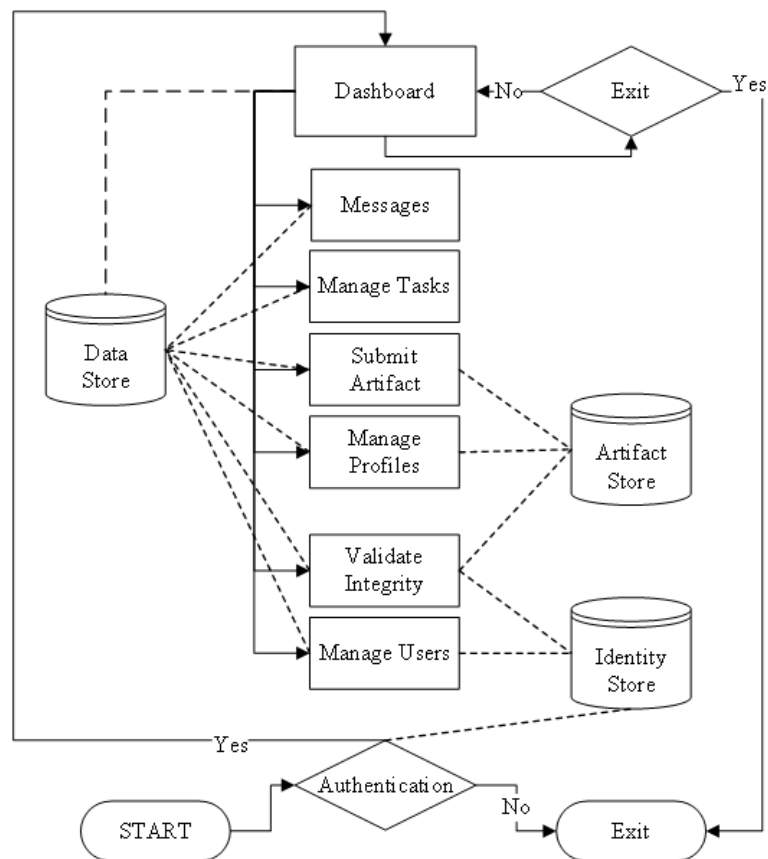 Dashboard
No
Exit
Yes
Messages
Manage Tasks
Data
Store
Submit
Artifact
Manage
Profiles
Artifact
Store
Validate
Integrity
Manage Users
Identity
Store
Yes
Authentication
No
START
Exit